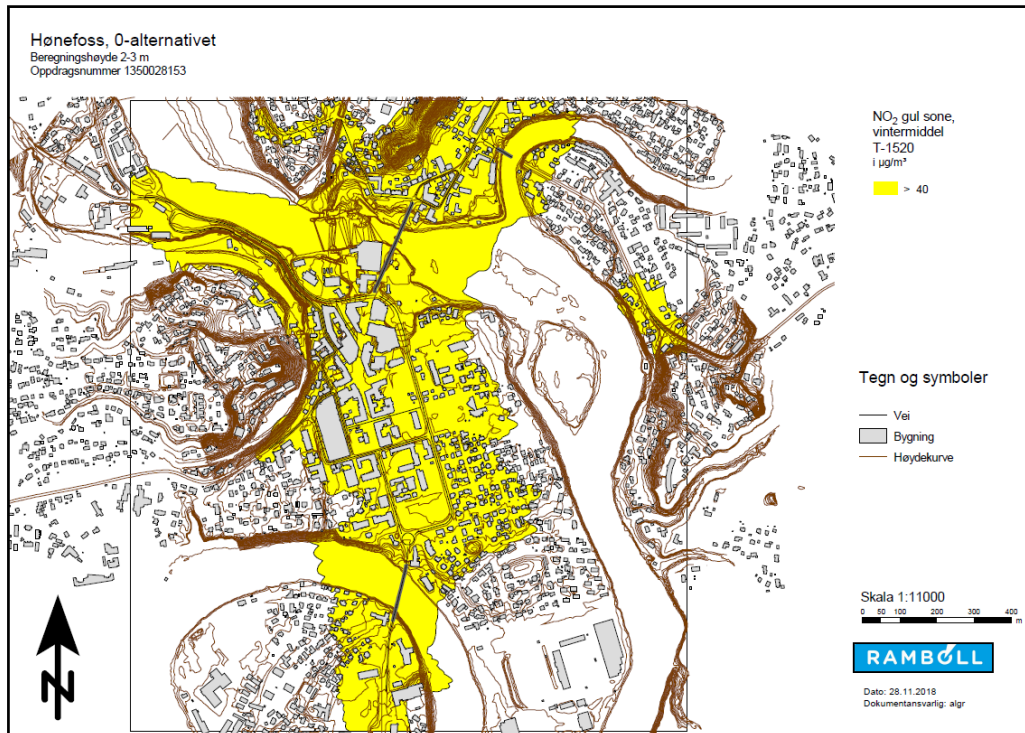 Hønefoss, 0-alternativet
Beregningshøyde 2-3 m
Oppdragsnummer 1350028153
NO₂ gul sone,
vintermiddel
T-1520
i µg/m³
> 40
Tegn og symboler
Vei
Bygning
Høydekurve
Skala 1:11000
0 50 100 200 300 400
m
N
RAMBOLL
Dato: 28.11.2018
Dokumentansvarlig: algr